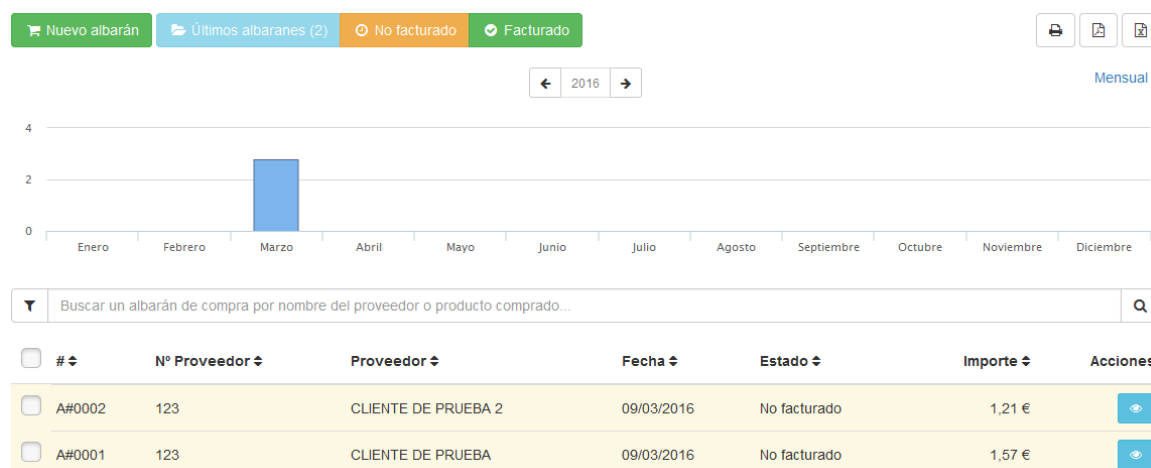 Nuevo albarán Últimos albaranes (2) No facturado Facturado
2016
Mensual
4
2
0
Enero Febrero Marzo Abril Mayo Junio Julio Agosto Septiembre Octubre Noviembre Diciembre
Buscar un albarán de compra por nombre del proveedor o producto comprado...
# Nº Proveedor Proveedor Fecha Estado Importe Acciones
A#0002 123 CLIENTE DE PRUEBA 2 09/03/2016 No facturado 1,21 €
A#0001 123 CLIENTE DE PRUEBA 09/03/2016 No facturado 1,57 €